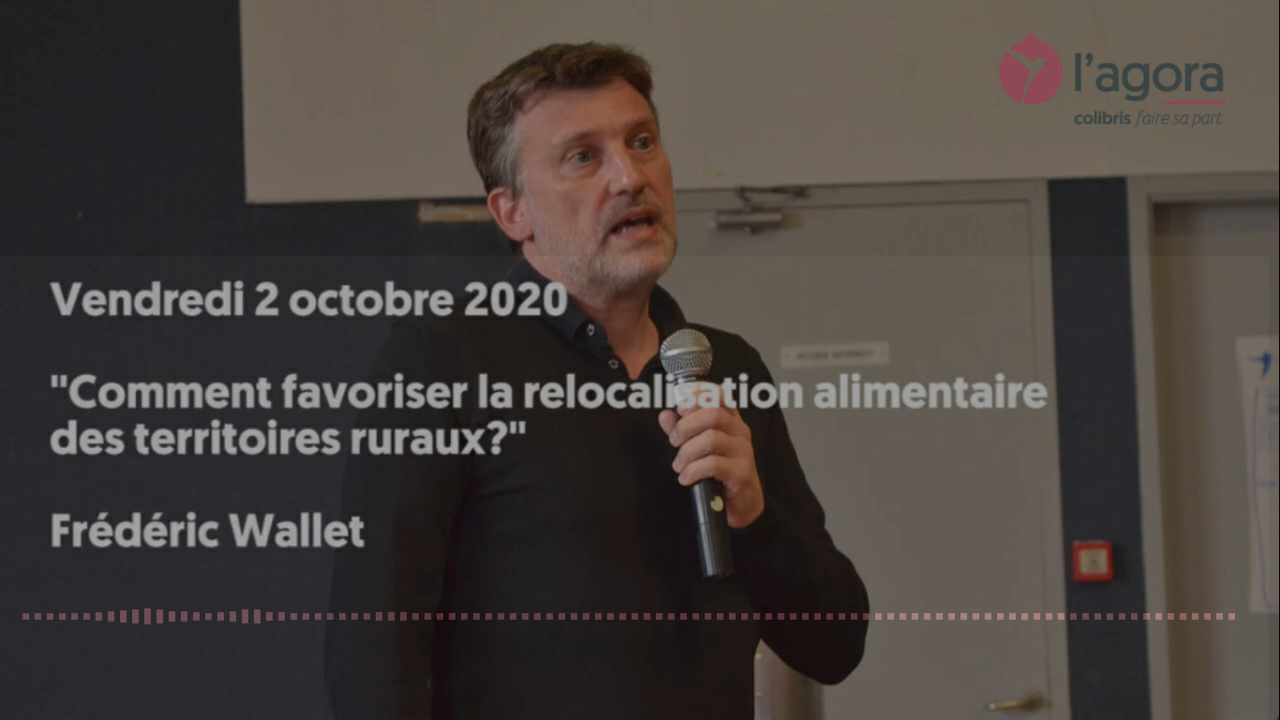 l'agora
colibris faire sa part
Vendredi 2 octobre 2020
"Comment favoriser la relocalisation alimentaire
des territoires ruraux?"
Frédéric Wallet